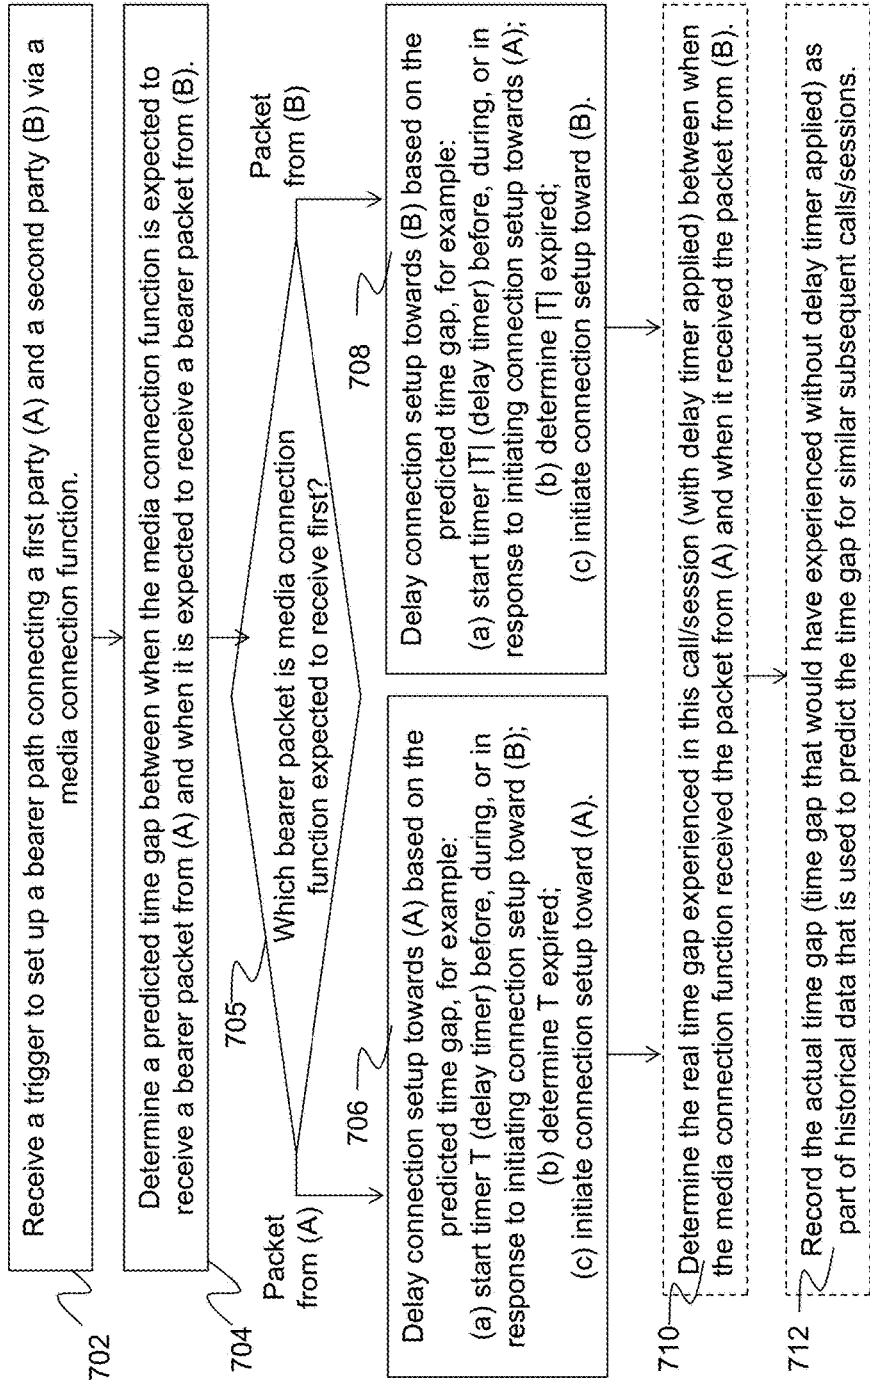 Receive a trigger to set up a bearer path connecting a first party (A) and a second party (B) via a
media connection function.
702
Determine a predicted time gap between when the media connection function is expected to
receive a bearer packet from (A) and when it is expected to receive a bearer packet from (B).
704
Which bearer packet is media connection
function expected to receive first?
705
Packet
from (A)
Packet
from (B)
Delay connection setup towards (A) based on the
predicted time gap, for example:
(a) start timer T (delay timer) before, during, or in
response to initiating connection setup toward (B);
(b) determine T expired;
(c) initiate connection setup toward (A).
706
Delay connection setup towards (B) based on the
predicted time gap, for example:
(a) start timer |T| (delay timer) before, during, or in
response to initiating connection setup towards (A);
(b) determine |T| expired;
(c) initiate connection setup toward (B).
708
Determine the real time gap experienced in this call/session (with delay timer applied) between when
the media connection function received the packet from (A) and when it received the packet from (B).
710
Record the actual time gap (time gap that would have experienced without delay timer applied) as
part of historical data that is used to predict the time gap for similar subsequent calls/sessions.
712